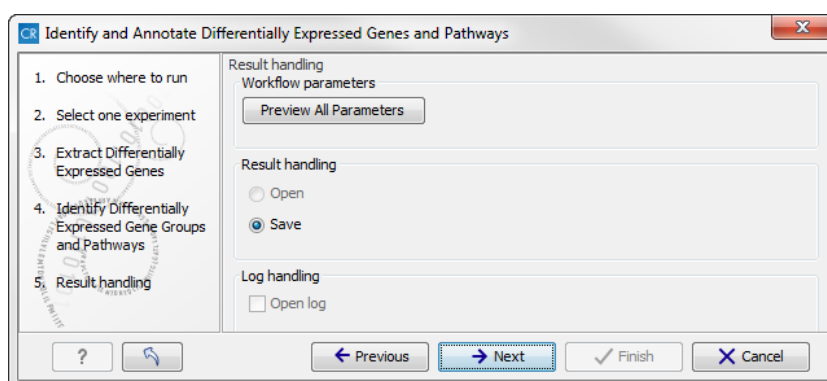 CR Identify and Annotate Differentially Expressed Genes and Pathways
X
1. Choose where to run
2. Select one experiment
3. Extract Differentially
Expressed Genes
4. Identify Differentially
Expressed Gene Groups
and Pathways
5. Result handling
Result handling
Workflow parameters
Preview All Parameters
Result handling
Open
Save
Log handling
Open log
?
Previous
Next
Finish
Cancel